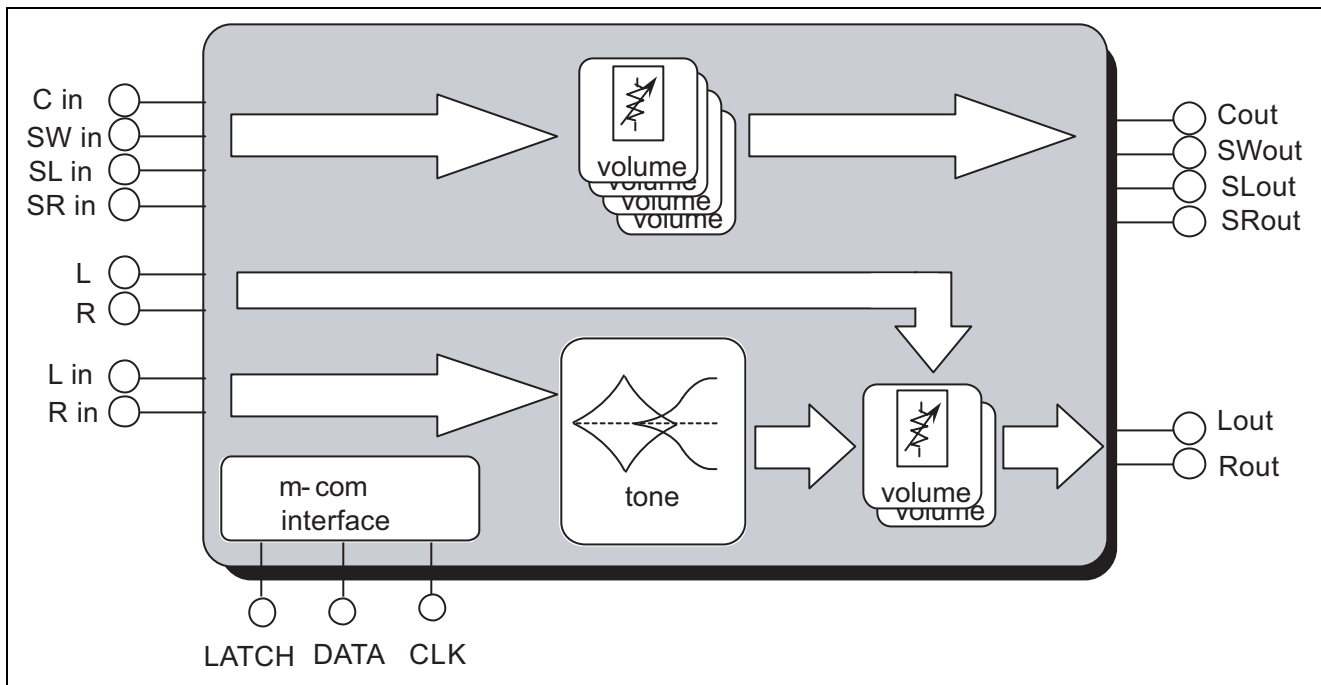 C in
SW in
SL in
SR in
L
R
L in
R in
volume
volume
volume
volume
Cout
SWout
SLout
SRout
tone
volume
volume
Lout
Rout
m- com
interface
LATCH DATA CLK